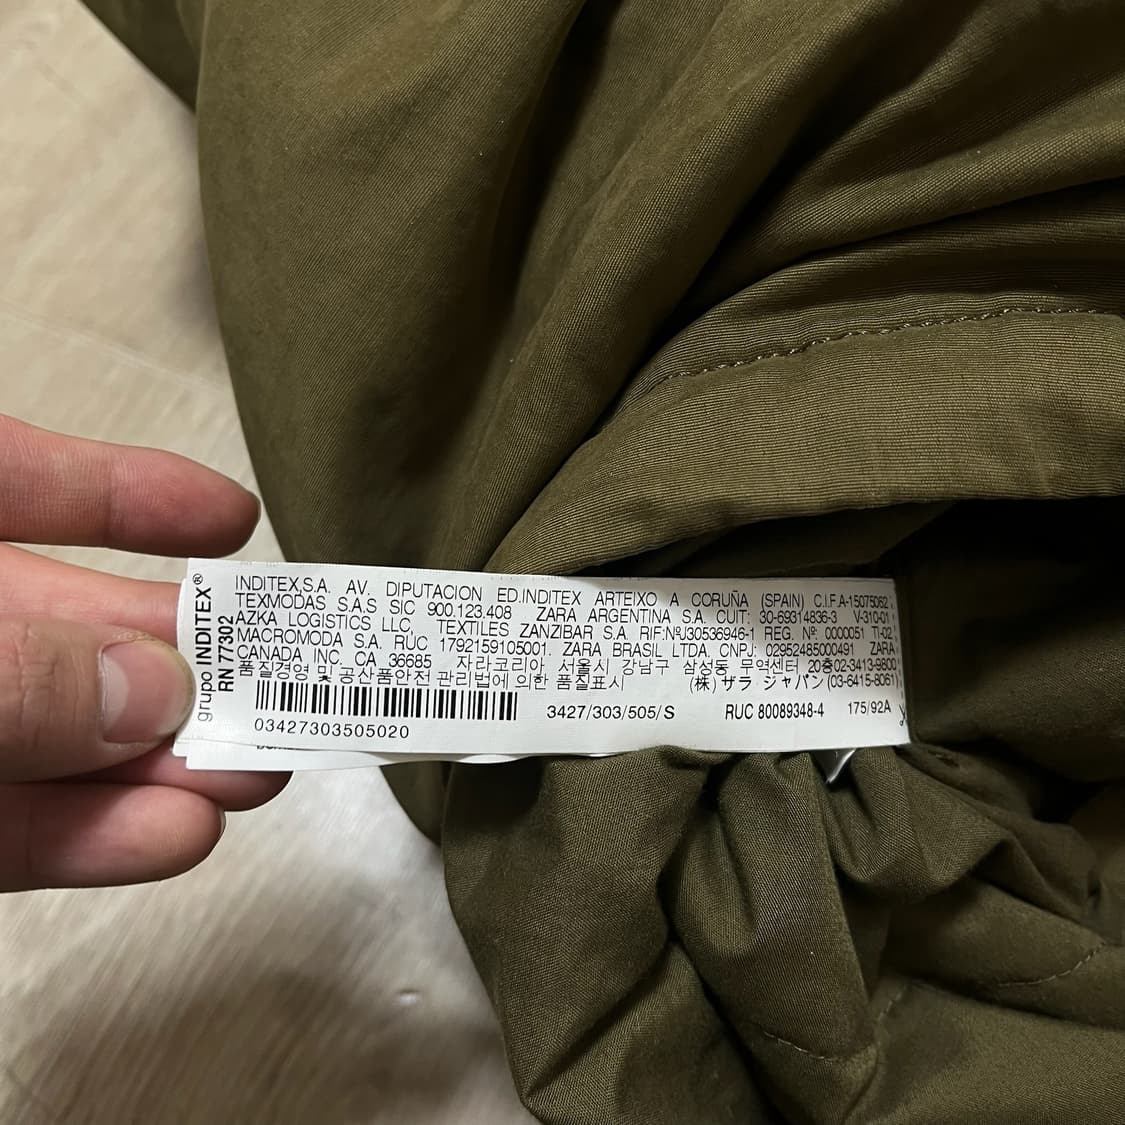 grupo INDITEX®
RN 77302
INDITEX,S.A. AV. DIPUTACION ED.INDITEX ARTEIXO A CORUÑA (SPAIN) C.I.F.A-15075062
TEXMODAS S.A.S SIC 900.123.408 ZARA ARGENTINA S.A. CUIT: 30-69314836-3 V-310-01
AZKA LOGISTICS LLC TEXTILES ZANZIBAR S.A. RIF:NºJ30536946-1 REG. Nº: 0000051 TI-02
MACROMODA S.A. RUC 1792159105001. ZARA BRASIL LTDA. CNPJ: 02952485000491 ZARA
CANADA, INC. CA 36685 자라코리아, 서울시 강남구 삼성동 무역센터 20층02-3413-9800
품질경영 및 공산품안전 관리법에 의한 품질표시 (株) ザラ ジャパン (03-6415-8061)
3427/303/505/S RUC 80089348-4 175/92A
03427303505020